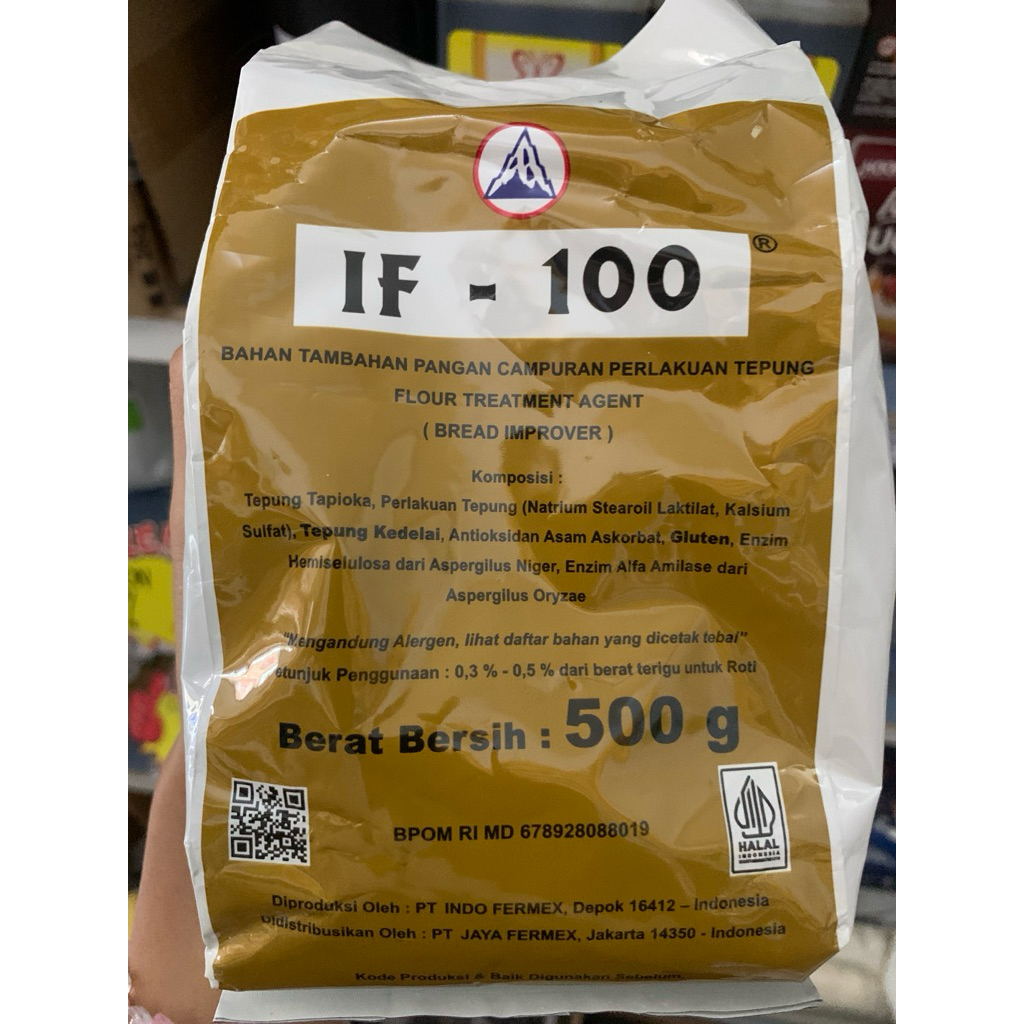 IF - 100 ®
BAHAN TAMBAHAN PANGAN CAMPURAN PERLAKUAN TEPUNG
FLOUR TREATMENT AGENT
( BREAD IMPROVER )
Komposisi :
Tepung Tapioka, Perlakuan Tepung (Natrium Stearoil Laktilat, Kalsium
Sulfat), Tepung Kedelai, Antioksidan Asam Askorbat, Gluten, Enzim
Hemiselulosa dari Aspergilus Niger, Enzim Alfa Amilase dari
Aspergilus Oryzae
"Mengandung Alergen, lihat daftar bahan yang dicetak tebal"
Petunjuk Penggunaan : 0,3 % - 0,5 % dari berat terigu untuk Roti
Berat Bersih : 500 g
BPOM RI MD 678928088019
HALAL
INDONESIA
Diproduksi Oleh : PT INDO FERMEX, Depok 16412 – Indonesia
Didistribusikan Oleh : PT JAYA FERMEX, Jakarta 14350 - Indonesia
Kode Produksi & Baik Digunakan Sebelum